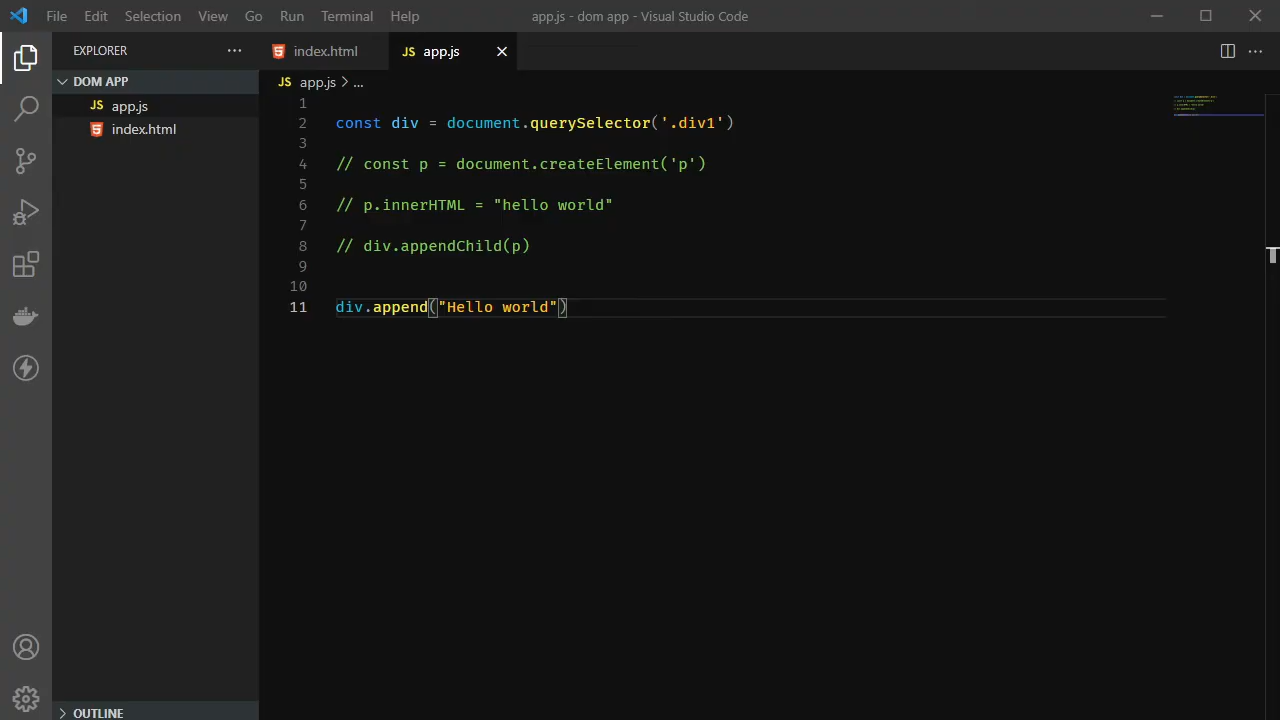 File Edit Selection View Go Run Terminal Help app.js - dom app - Visual Studio Code
EXPLORER ··· index.html JS app.js ···
DOM APP
JS app.js > ...
JS app.js
index.html
1
2 const div = document.querySelector('.div1')
3
4 // const p = document.createElement('p')
5
6 // p.innerHTML = "hello world"
7
8 // div.appendChild(p)
9
10
11 div.append("Hello world")
OUTLINE